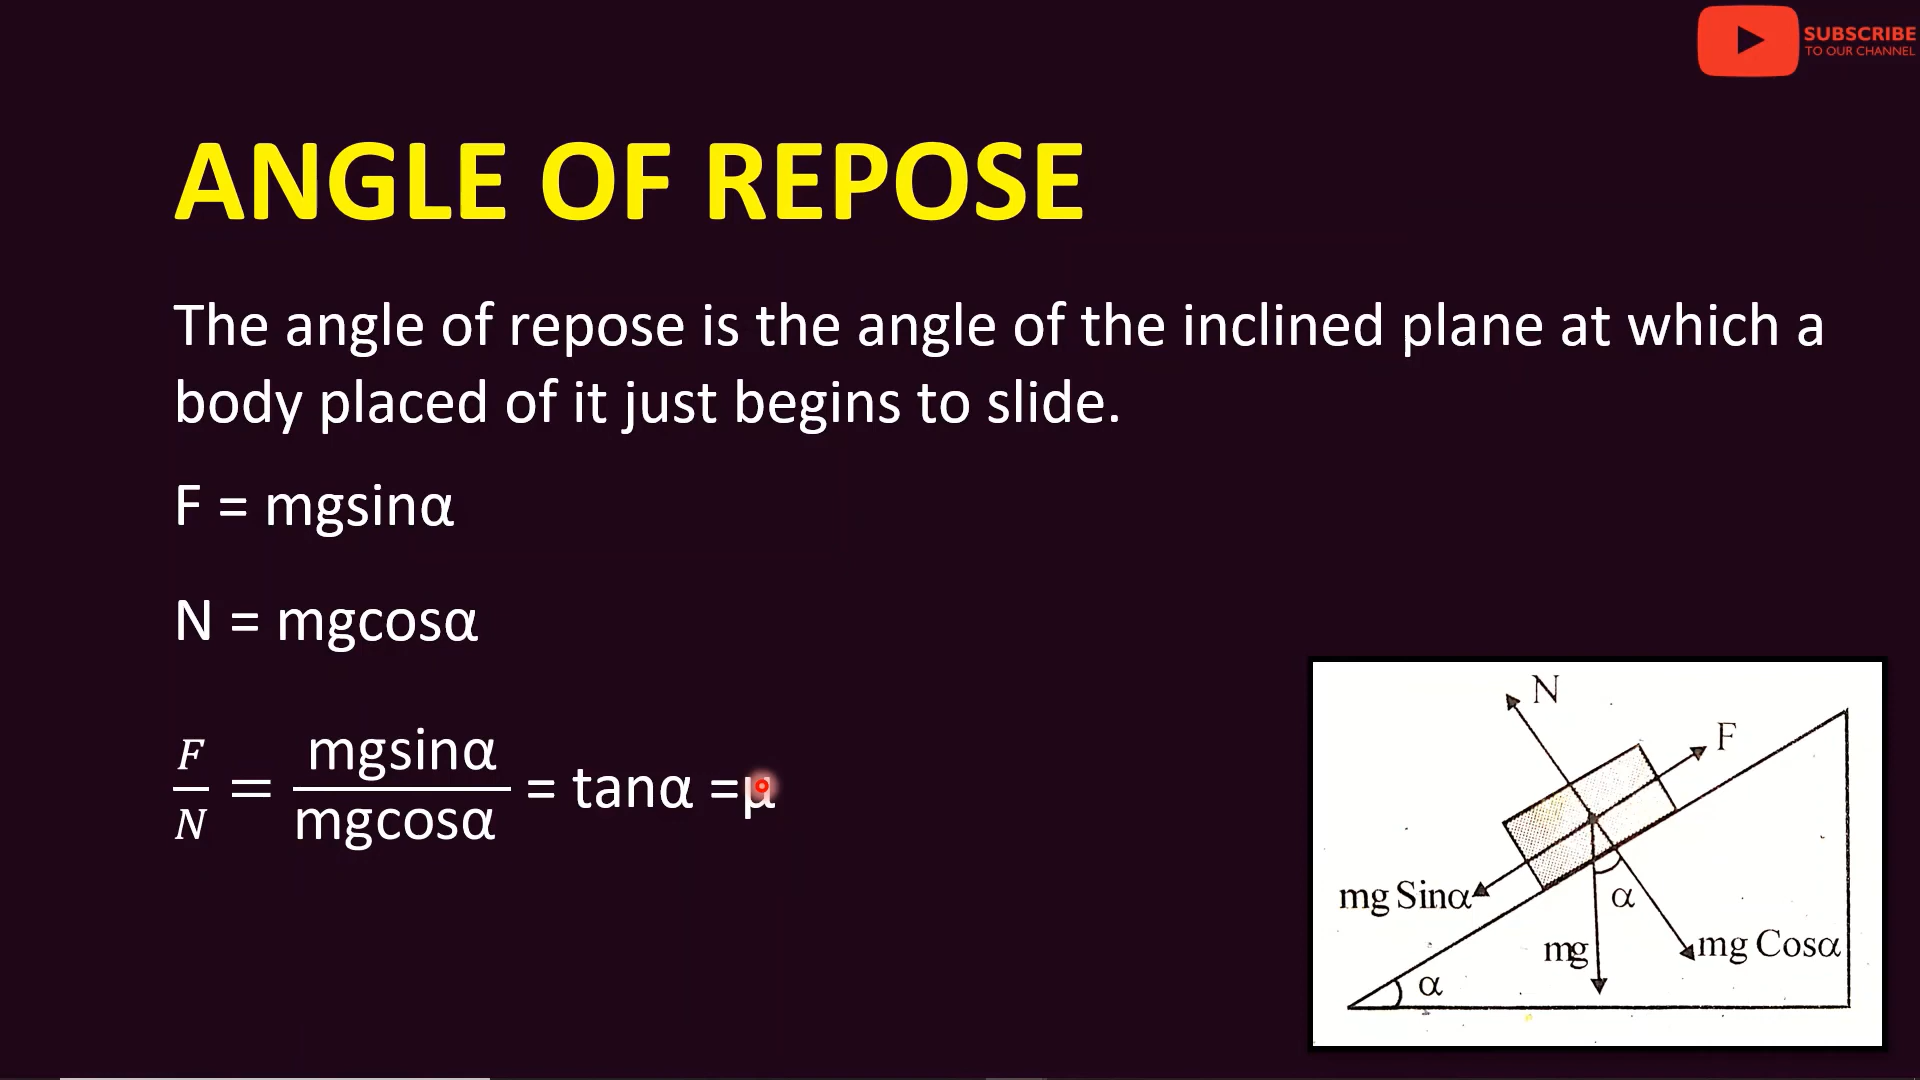 SUBSCRIBE
TO OUR CHANNEL
ANGLE OF REPOSE
The angle of repose is the angle of the inclined plane at which a
body placed of it just begins to slide.
F = mgsinα
N = mgcosα
F/N = mgsinα/mgcosα = tanα =μ
N
F
mg Sinα
α
mg
mg Cosα
α